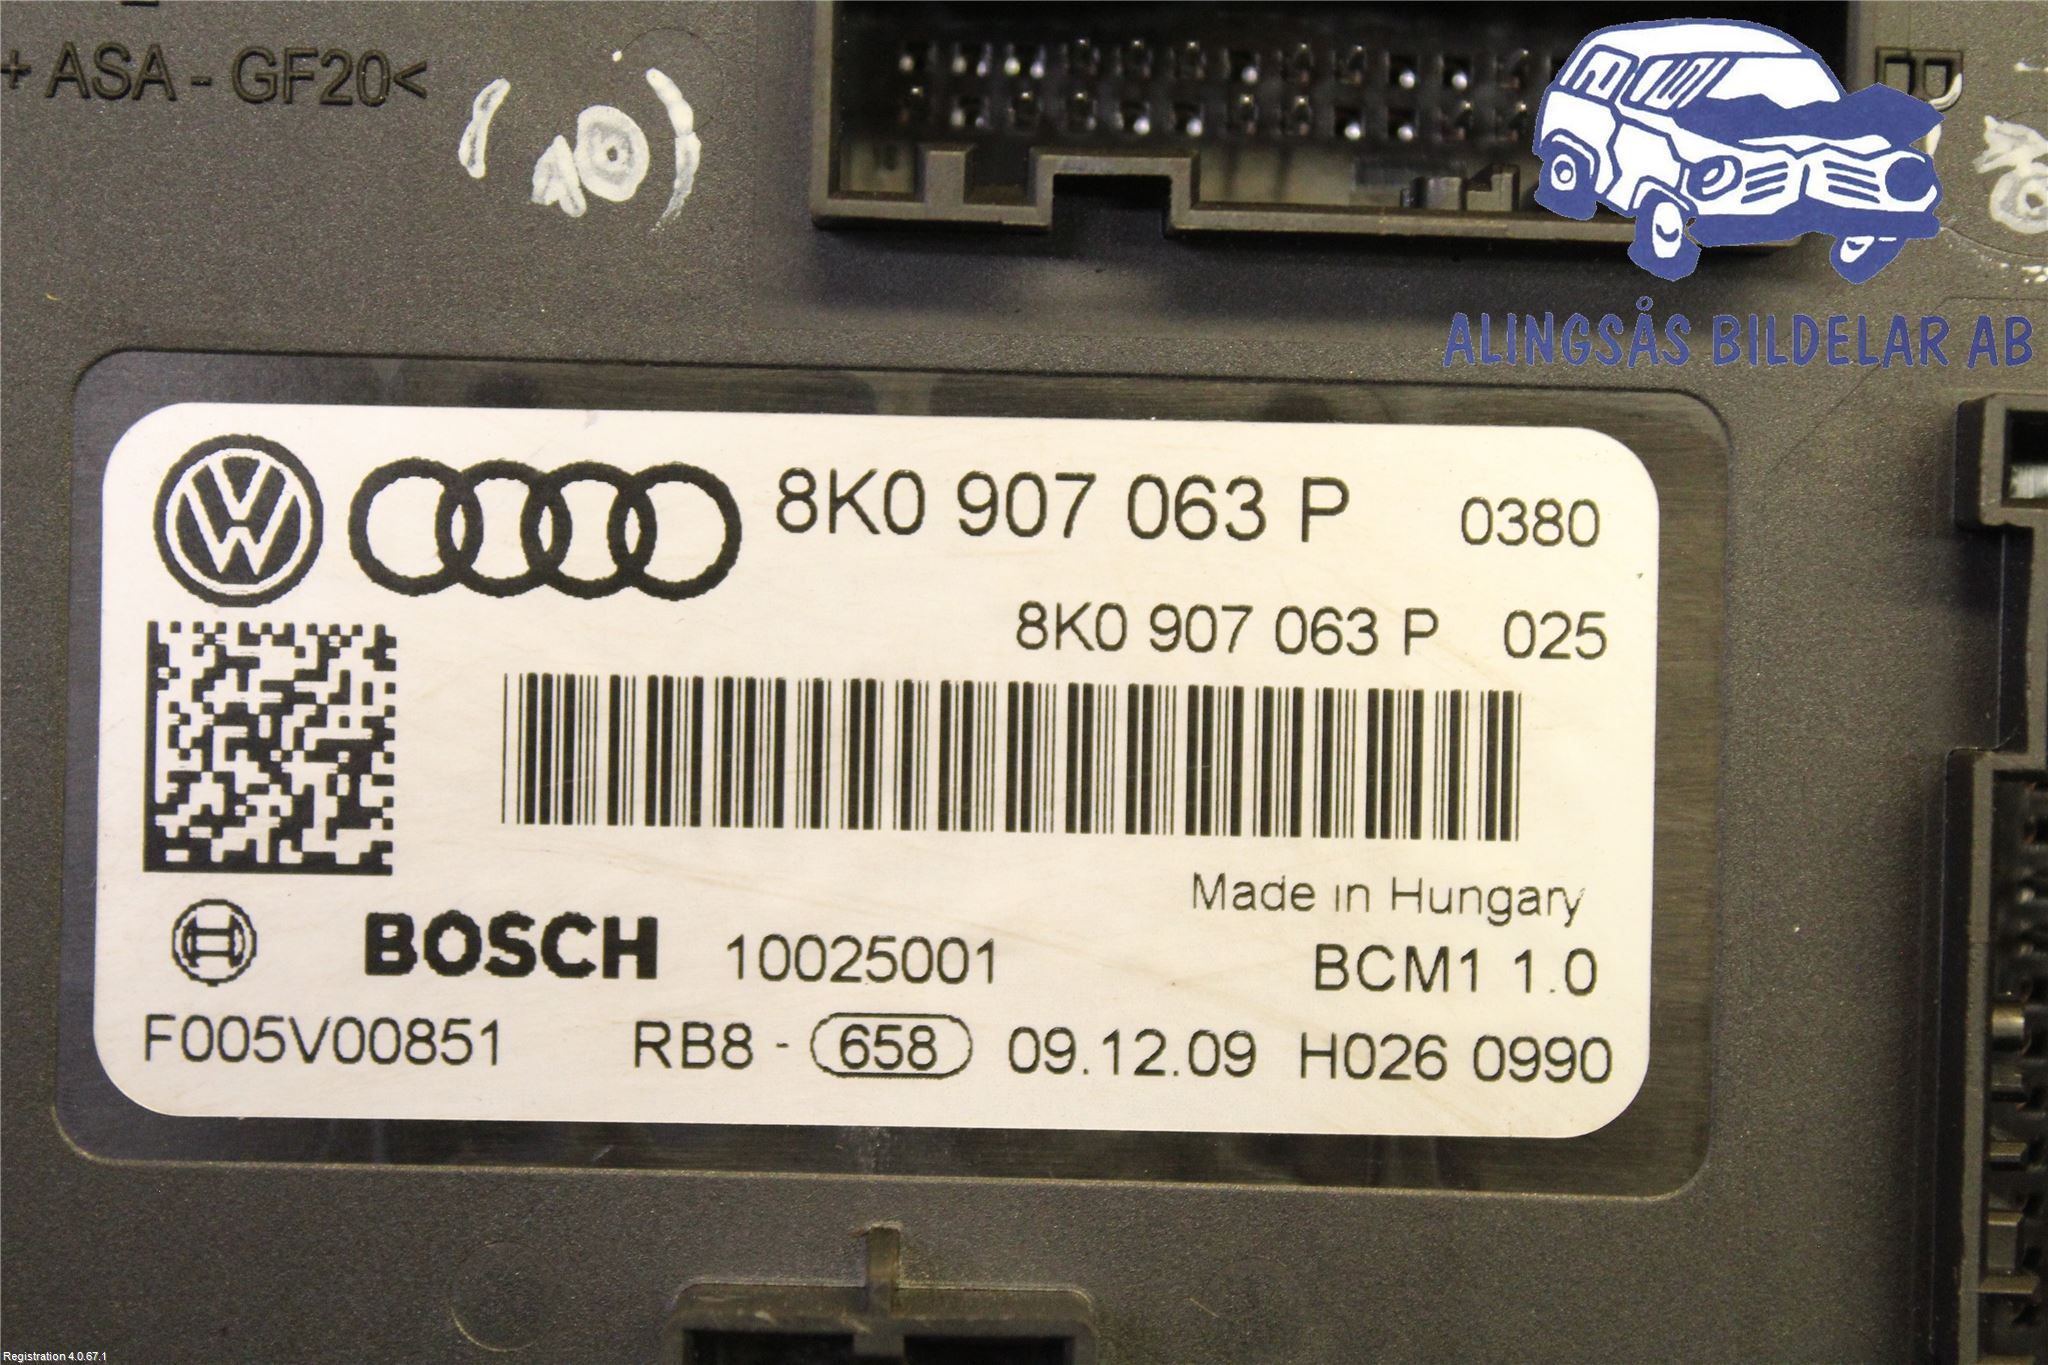 + ASA - GF20<
(10)
ALINGSÅS BILDELAR AB
8K0 907 063 P 0380
8K0 907 063 P 025
Made in Hungary
BOSCH 10025001 BCM1 1.0
F005V00851 RB8 - 658 09.12.09 H026 0990
Registration 4.0.67.1